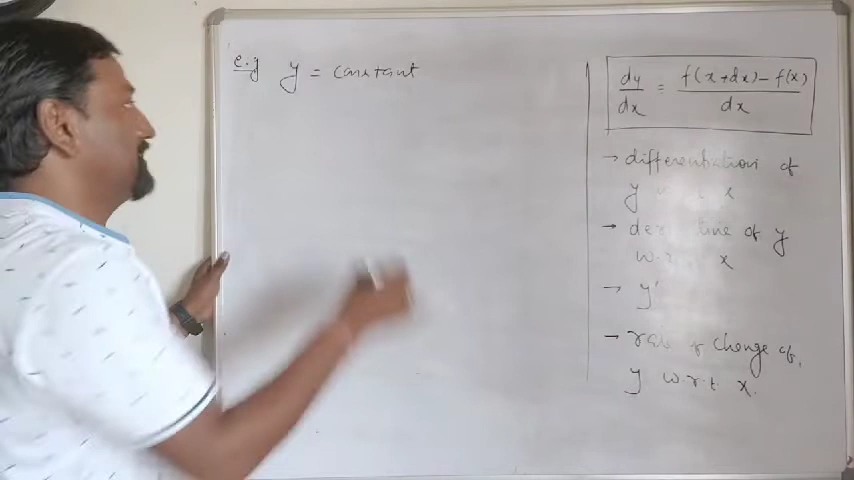 e.g y = constant
dy/dx = f(x+dx) - f(x) / dx
→ differentiation of
y w.r.t x
→ derivative of y
w.r.t x
→ y'
→ rate of change of
y w.r.t x.